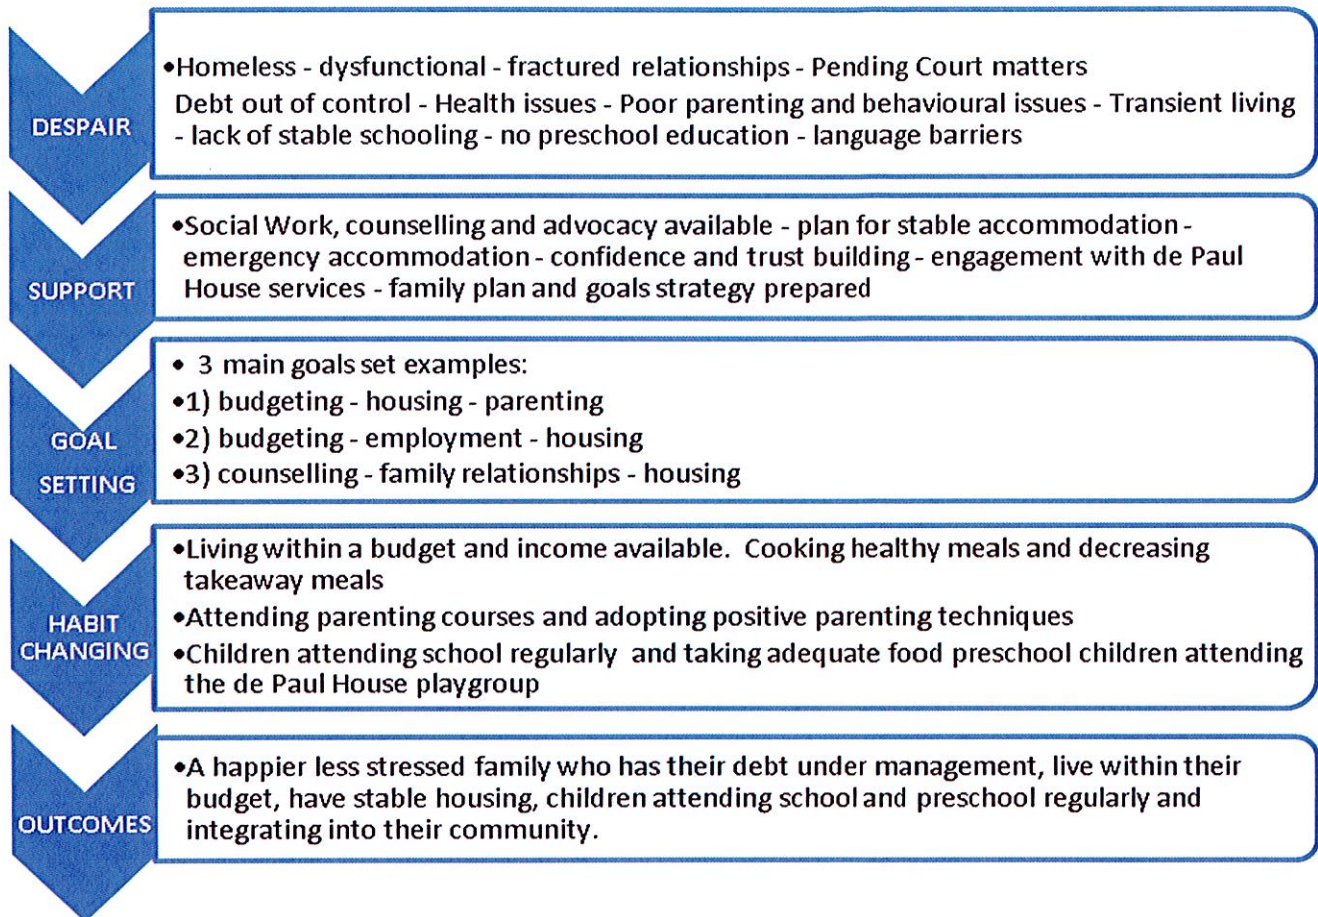 DESPAIR
•Homeless - dysfunctional - fractured relationships - Pending Court matters
Debt out of control - Health issues - Poor parenting and behavioural issues - Transient living
- lack of stable schooling - no preschool education - language barriers
SUPPORT
•Social Work, counselling and advocacy available - plan for stable accommodation -
emergency accommodation - confidence and trust building - engagement with de Paul
House services - family plan and goals strategy prepared
GOAL
SETTING
• 3 main goals set examples:
•1) budgeting - housing - parenting
•2) budgeting - employment - housing
•3) counselling - family relationships - housing
HABIT
CHANGING
•Living within a budget and income available. Cooking healthy meals and decreasing
takeaway meals
•Attending parenting courses and adopting positive parenting techniques
•Children attending school regularly and taking adequate food preschool children attending
the de Paul House playgroup
OUTCOMES
•A happier less stressed family who has their debt under management, live within their
budget, have stable housing, children attending school and preschool regularly and
integrating into their community.